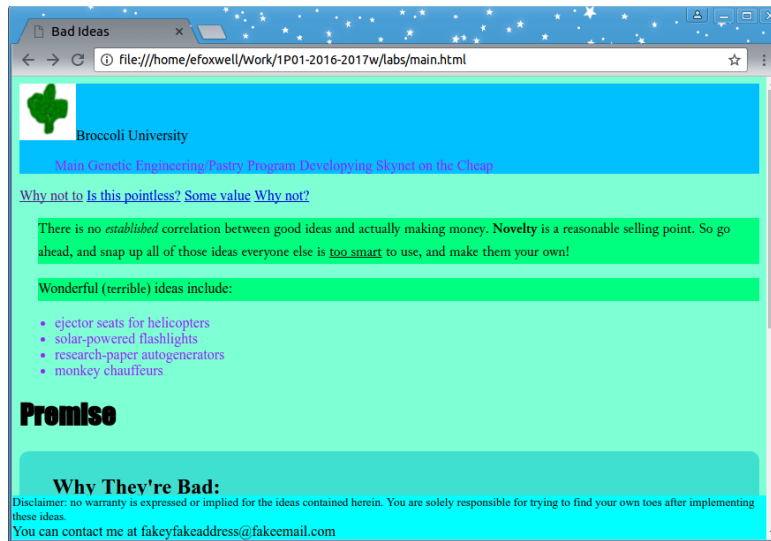 Bad Ideas
file:///home/efoxwell/Work/1P01-2016-2017w/labs/main.html
Broccoli University
Main Genetic Engineering/Pastry Program Developying Skynet on the Cheap
Why not to Is this pointless? Some value Why not?
There is no established correlation between good ideas and actually making money. Novelty is a reasonable selling point. So go
ahead, and snap up all of those ideas everyone else is too smart to use, and make them your own!
Wonderful (terrible) ideas include:
ejector seats for helicopters
solar-powered flashlights
research-paper autogenerators
monkey chauffeurs
Premise
Why They're Bad:
Disclaimer: no warranty is expressed or implied for the ideas contained herein. You are solely responsible for trying to find your own toes after implementing
these ideas.
You can contact me at fakeyfakeaddress@fakeemail.com